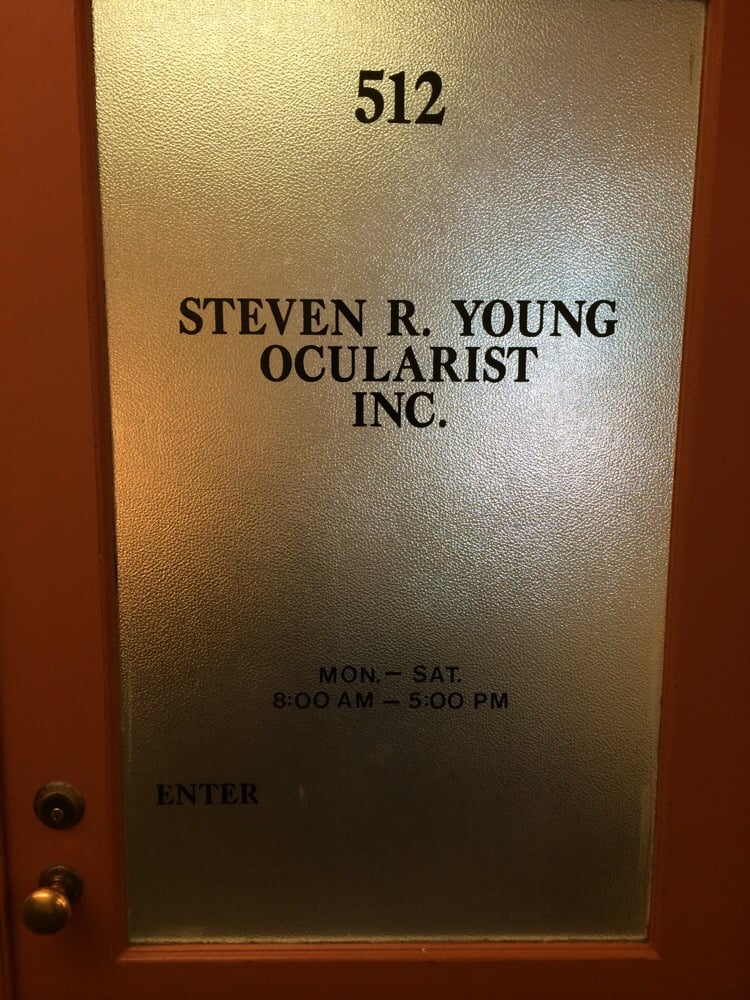 512
STEVEN R. YOUNG
OCULARIST
INC.
MON. – SAT.
8:00 AM – 5:00 PM
ENTER